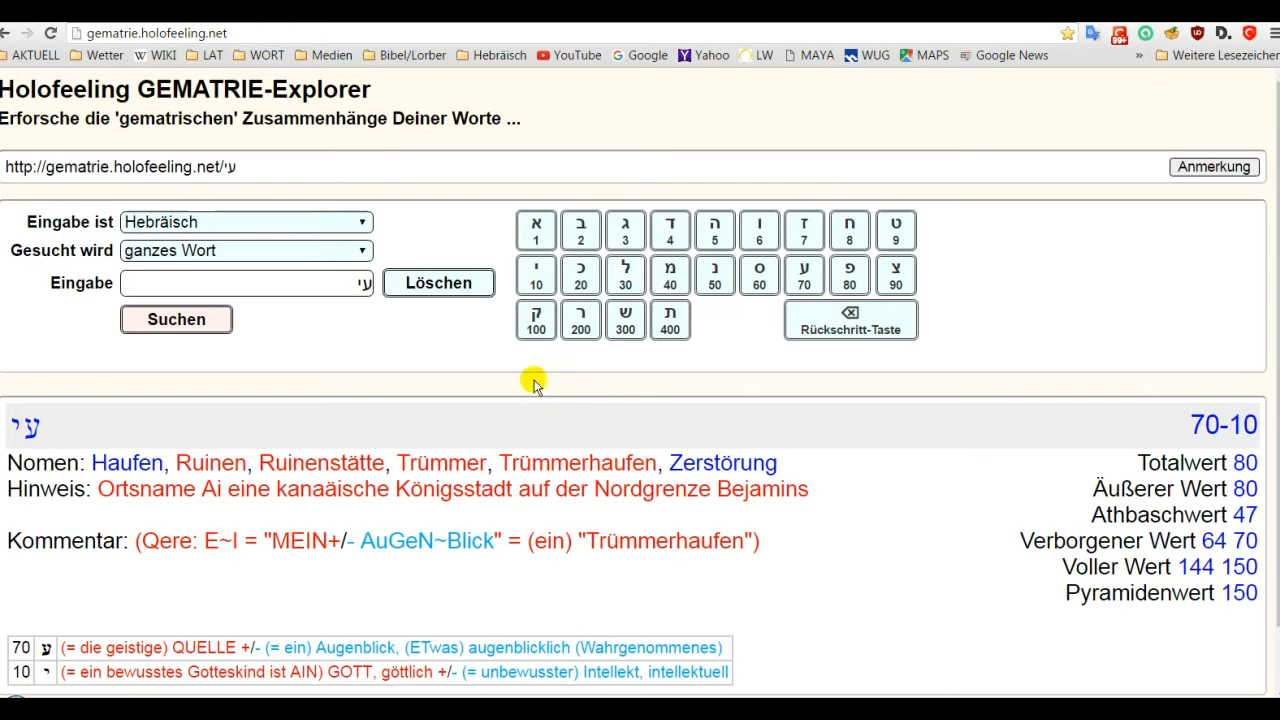 gematrie.holofeeling.net
AKTUELL Wetter WIKI LAT WORT Medien Bibel/Lorber Hebräisch YouTube Google Yahoo LW MAYA WUG MAPS Google News » Weitere Lesezeichen
Holofeeling GEMATRIE-Explorer
Erforsche die 'gematrischen' Zusammenhänge Deiner Worte ...
http://gematrie.holofeeling.net/עי Anmerkung
Eingabe ist Hebräisch
Gesucht wird ganzes Wort
Eingabe עי Löschen
Suchen
א ב ג ד ה ו ז ח ט
1 2 3 4 5 6 7 8 9
י כ ל מ נ ס ע פ צ
10 20 30 40 50 60 70 80 90
ק ר ש ת
100 200 300 400 Rückschritt-Taste
עי 70-10
Nomen: Haufen, Ruinen, Ruinenstätte, Trümmer, Trümmerhaufen, Zerstörung Totalwert 80
Hinweis: Ortsname Ai eine kanaäische Königsstadt auf der Nordgrenze Bejamins Äußerer Wert 80
Athbaschwert 47
Kommentar: (Qere: E~I = "MEIN+/- AuGeN~Blick" = (ein) "Trümmerhaufen") Verborgener Wert 64 70
Voller Wert 144 150
Pyramidenwert 150
70 ע (= die geistige) QUELLE +/- (= ein) Augenblick, (ETwas) augenblicklich (Wahrgenommenes)
10 י (= ein bewusstes Gotteskind ist AIN) GOTT, göttlich +/- (= unbewusster) Intellekt, intellektuell